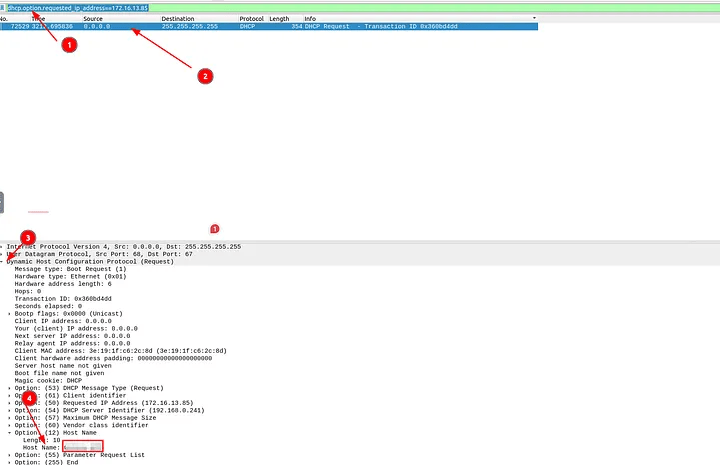 dhcp.option.requested_ip_address==172.16.13.85
No. Time Source Destination Protocol Length Info
72529 0.0.0.0 255.255.255.255 DHCP 354 DHCP Request - Transaction ID 0x360bd4dd
1
2
1
3
Internet Protocol Version 4, Src: 0.0.0.0, Dst: 255.255.255.255
User Datagram Protocol, Src Port: 68, Dst Port: 67
Dynamic Host Configuration Protocol (Request)
Message type: Boot Request (1)
Hardware type: Ethernet (0x01)
Hardware address length: 6
Hops: 0
Transaction ID: 0x360bd4dd
Seconds elapsed: 0
Bootp flags: 0x0000 (Unicast)
Client IP address: 0.0.0.0
Your (client) IP address: 0.0.0.0
Next server IP address: 0.0.0.0
Relay agent IP address: 0.0.0.0
Client MAC address: 3e:19:1f:c6:2c:8d (3e:19:1f:c6:2c:8d)
Client hardware address padding: 00000000000000000000
Server host name not given
Boot file name not given
Magic cookie: DHCP
Option: (53) DHCP Message Type (Request)
Option: (61) Client identifier
4
Option: (50) Requested IP Address (172.16.13.85)
Option: (54) DHCP Server Identifier (192.168.0.241)
Option: (57) Maximum DHCP Message Size
Option: (60) Vendor class identifier
Option: (12) Host Name
Length: 10
Host Name:
Option: (55) Parameter Request List
Option: (255) End